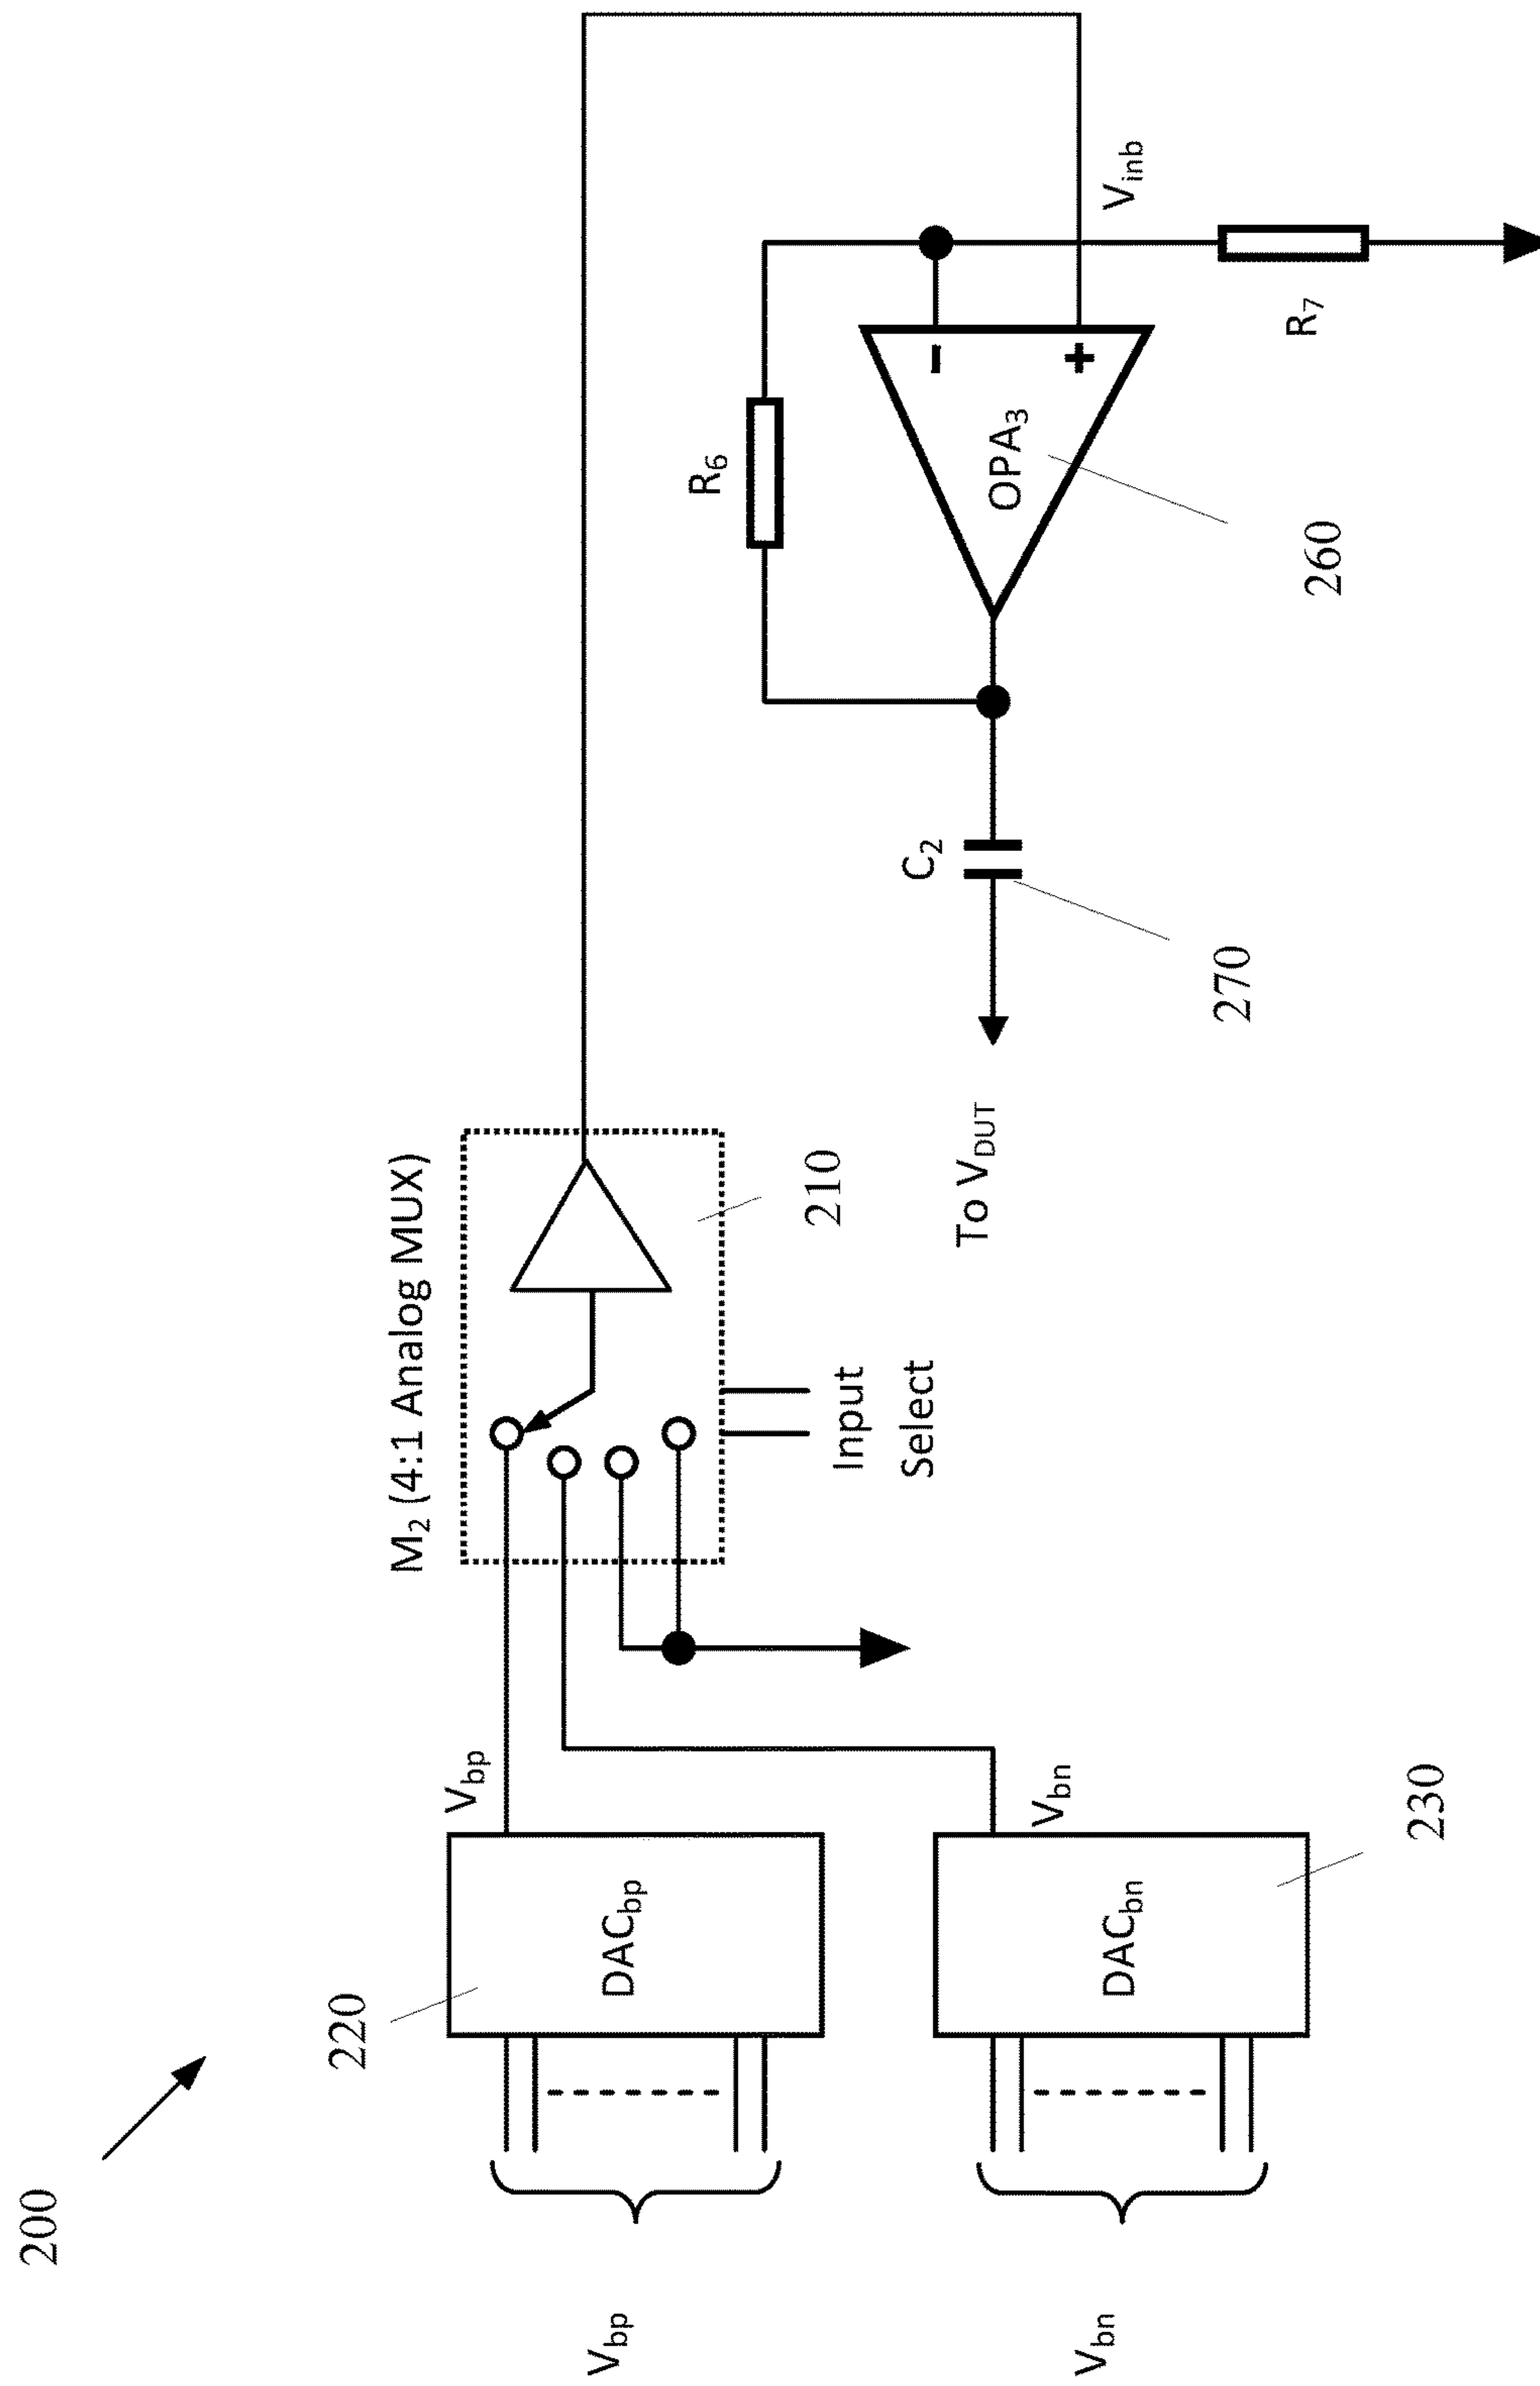 200
V_bp
V_bn
220
DAC_bp
DAC_bn
230
V_bp
V_bn
M_2 (4:1 Analog MUX)
Input
Select
210
To V_DUT
C_2
270
R_6
OPA_3
260
−
+
V_inb
R_7